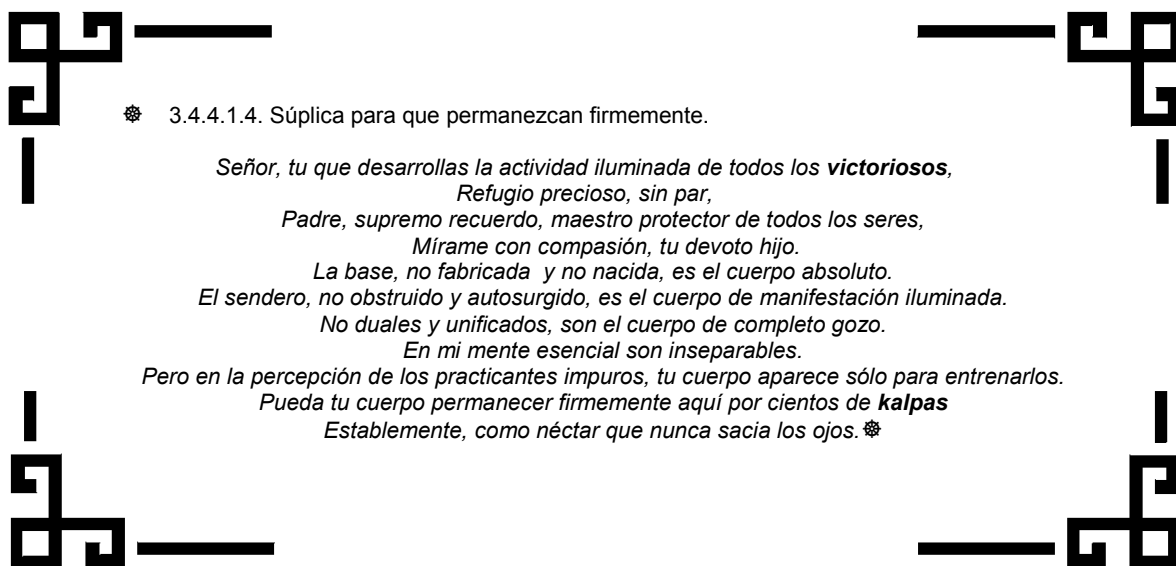 ☸ 3.4.4.1.4. Súplica para que permanezcan firmemente.
Señor, tu que desarrollas la actividad iluminada de todos los victoriosos,
Refugio precioso, sin par,
Padre, supremo recuerdo, maestro protector de todos los seres,
Mírame con compasión, tu devoto hijo.
La base, no fabricada y no nacida, es el cuerpo absoluto.
El sendero, no obstruido y autosurgido, es el cuerpo de manifestación iluminada.
No duales y unificados, son el cuerpo de completo gozo.
En mi mente esencial son inseparables.
Pero en la percepción de los practicantes impuros, tu cuerpo aparece sólo para entrenarlos.
Pueda tu cuerpo permanecer firmemente aquí por cientos de kalpas
Establemente, como néctar que nunca sacia los ojos.☸